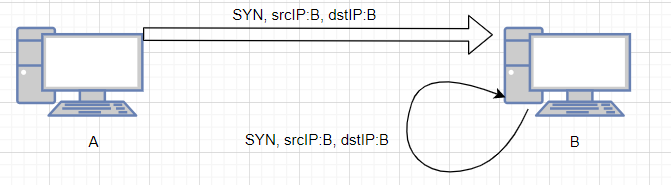 SYN, srcIP:B, dstIP:B
SYN, srcIP:B, dstIP:B
A
B